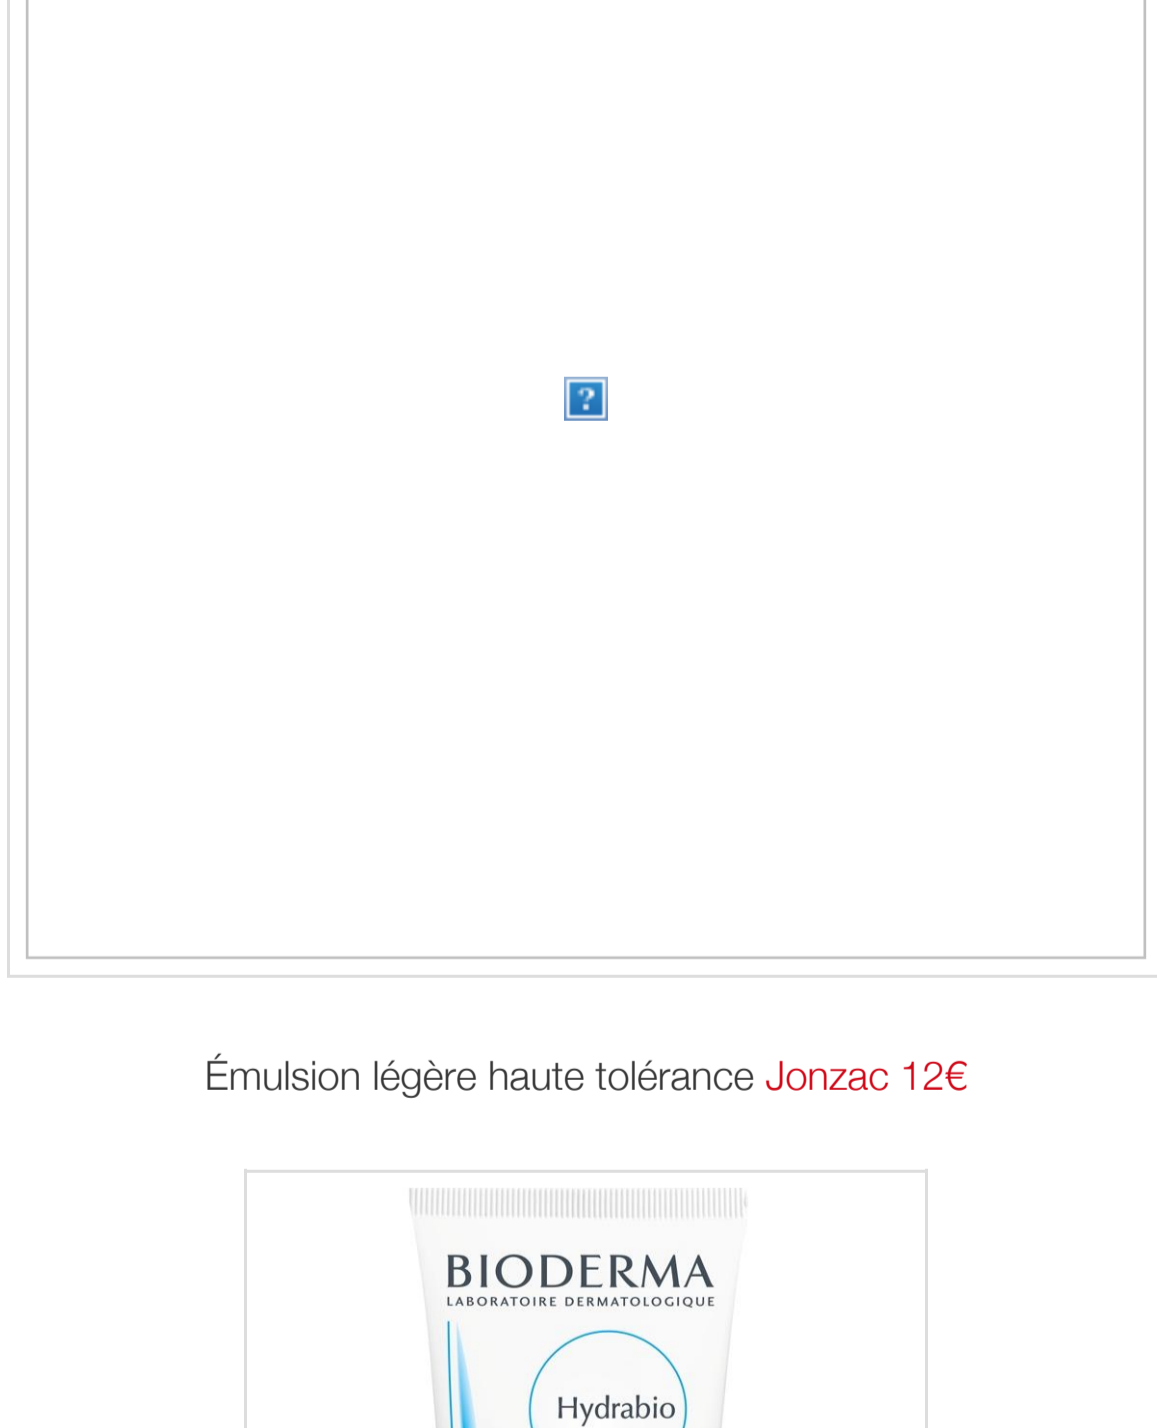 ?
Émulsion légère haute tolérance Jonzac 12€
BIODERMA
LABORATOIRE DERMATOLOGIQUE
Hydrabio